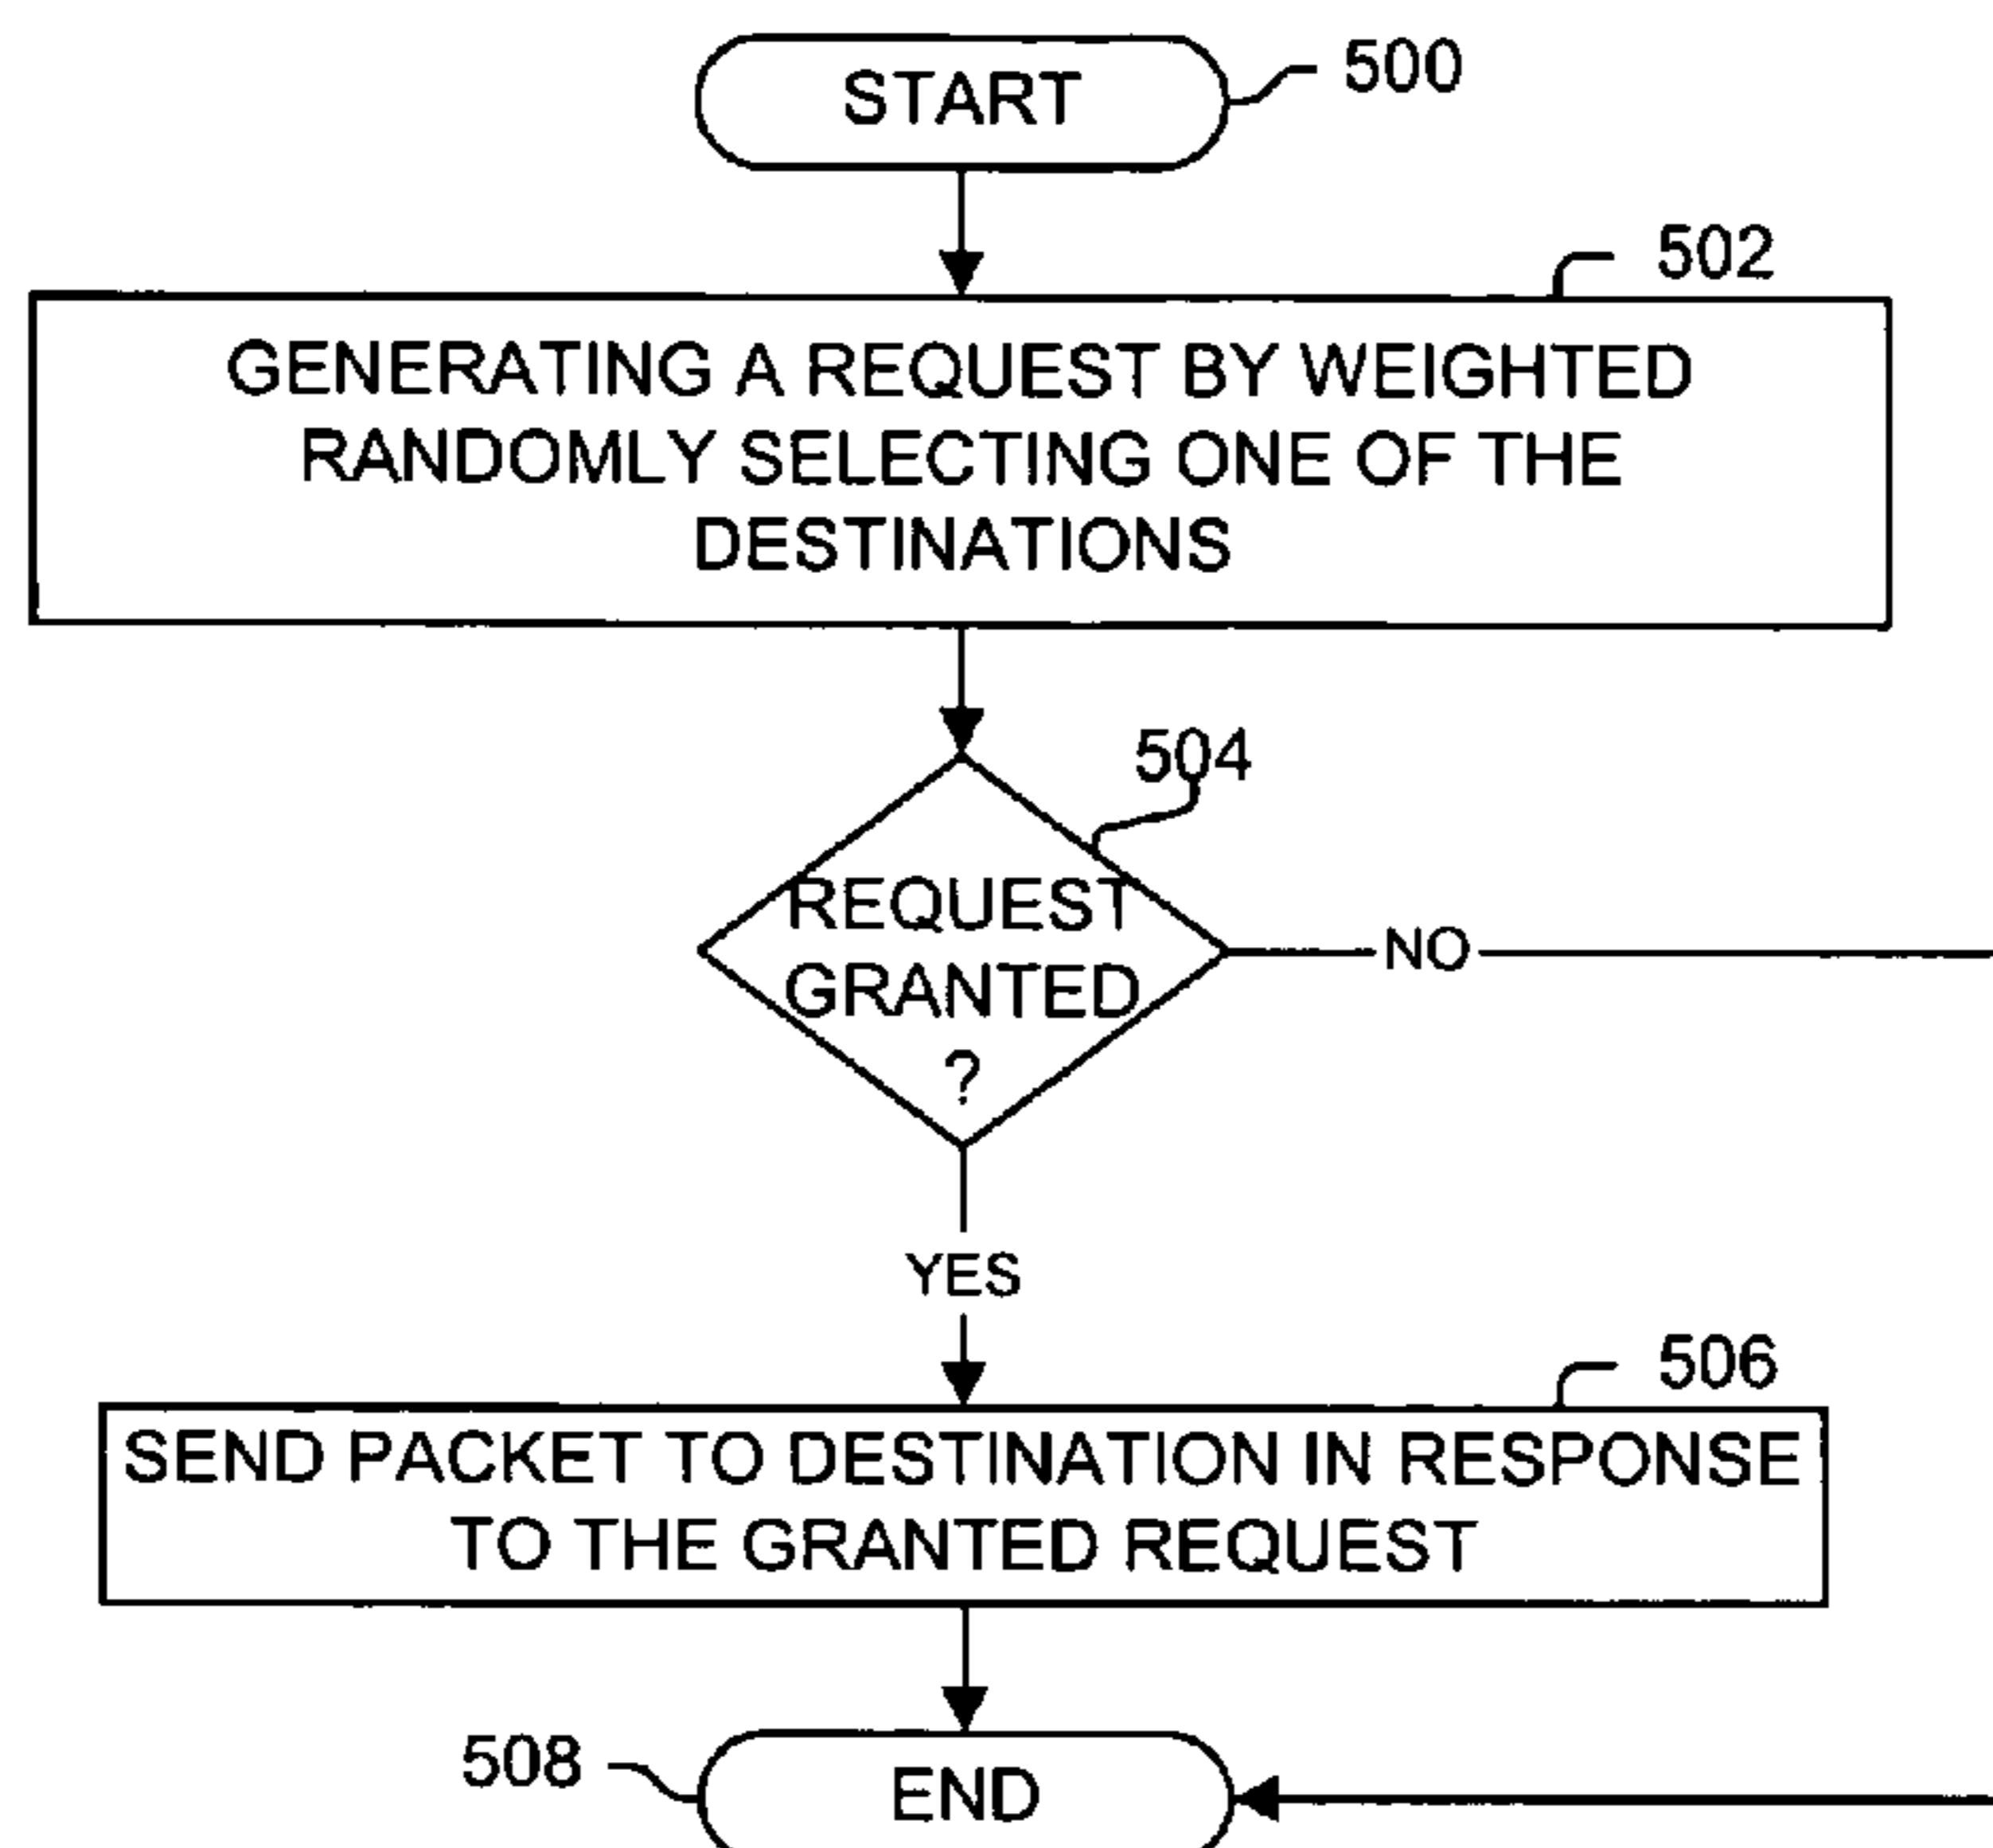 START
500
502
GENERATING A REQUEST BY WEIGHTED
RANDOMLY SELECTING ONE OF THE
DESTINATIONS
504
REQUEST
GRANTED
?
NO
YES
506
SEND PACKET TO DESTINATION IN RESPONSE
TO THE GRANTED REQUEST
508
END